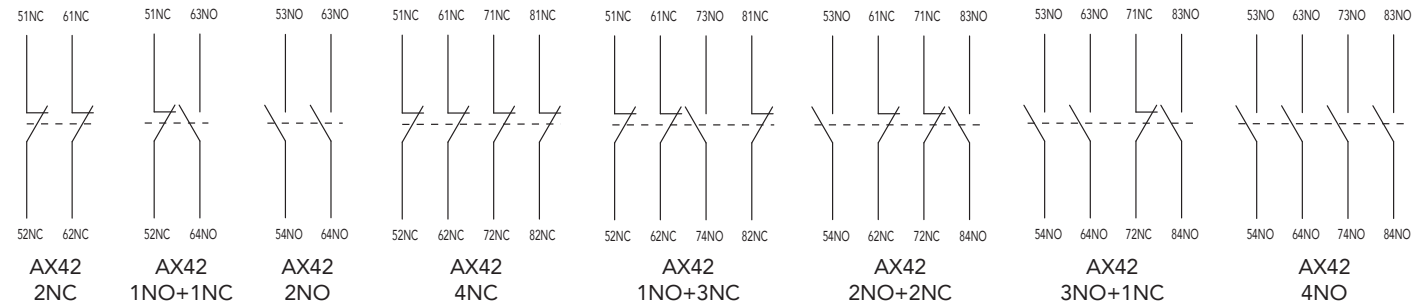 51NC 61NC 51NC 63NO 53NO 63NO 51NC 61NC 71NC 81NC 51NC 61NC 73NO 81NC 53NO 61NC 71NC 83NO 53NO 63NO 71NC 83NO 53NO 63NO 73NO 83NO
52NC 62NC 52NC 64NO 54NO 64NO 52NC 62NC 72NC 82NC 52NC 62NC 74NO 82NC 54NO 62NC 72NC 84NO 54NO 64NO 72NC 84NO 54NO 64NO 74NO 84NO
AX42 AX42 AX42 AX42 AX42 AX42 AX42 AX42
2NC 1NO+1NC 2NO 4NC 1NO+3NC 2NO+2NC 3NO+1NC 4NO